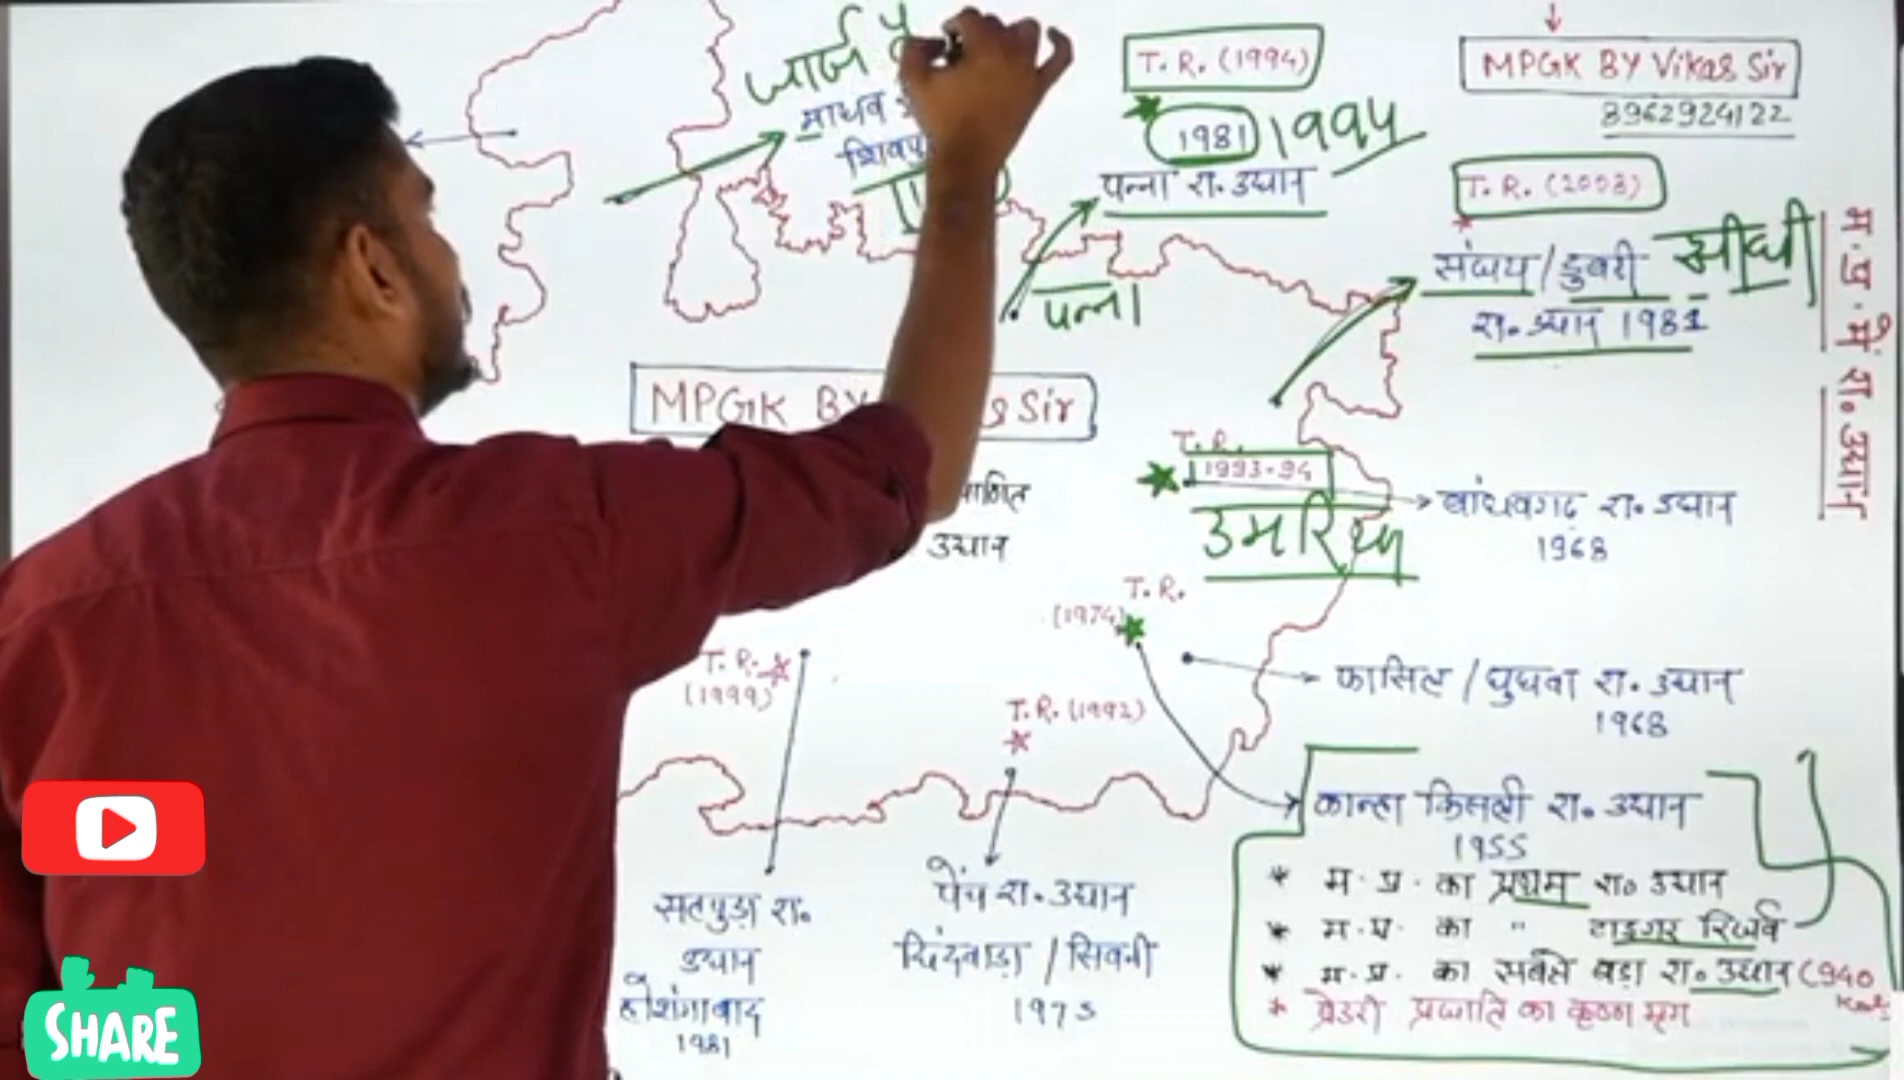 जार्ज
माधव
T. R. (1994)
1981 1994
पन्ना रा. उद्यान
पन्ना
MPGK BY Vikas Sir
8962924122
T. R. (2008)
संजय / डुबरी सीधी
रा. उद्यान 1981
म.प्र. में रा. उद्यान
MPGK BY Sir
उद्यान
T. R.
1993-94
उमरिया
बांधवगढ़ रा. उद्यान
1968
T. R.
(1974)
फासिल / घुघवा रा. उद्यान
1968
T. R.
(1999)
T. R. (1992)
कान्हा किसली रा. उद्यान
1955
* म. प्र. का प्रथम रा० उद्यान
* म. प्र. का " टाइगर रिजर्व
* म. प्र. का सबसे बड़ा रा. उद्यान (940
* ब्रेडरी प्रजाति का कृष्ण मृग
सतपुड़ा रा.
उद्यान
होशंगाबाद
1981
पेंच रा. उद्यान
छिंदवाड़ा / सिवनी
1975
SHARE